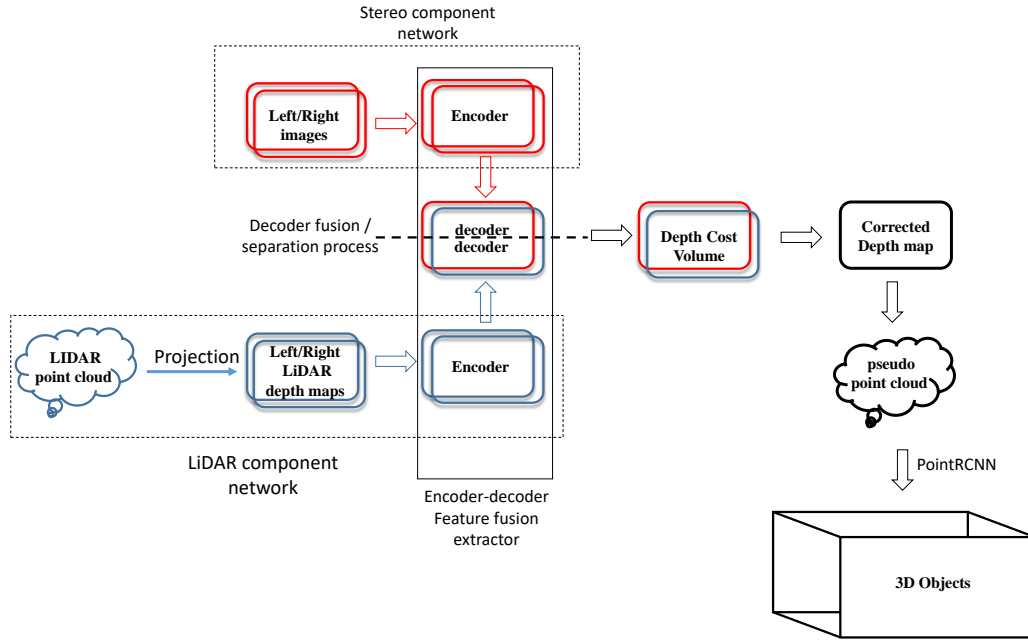 Stereo component
network
Left/Right
images
Encoder
Decoder fusion /
separation process
decoder
decoder
Depth Cost
Volume
Corrected
Depth map
LIDAR
point cloud
Projection
Left/Right
LiDAR
depth maps
Encoder
pseudo
point cloud
LiDAR component
network
PointRCNN
Encoder-decoder
Feature fusion
extractor
3D Objects